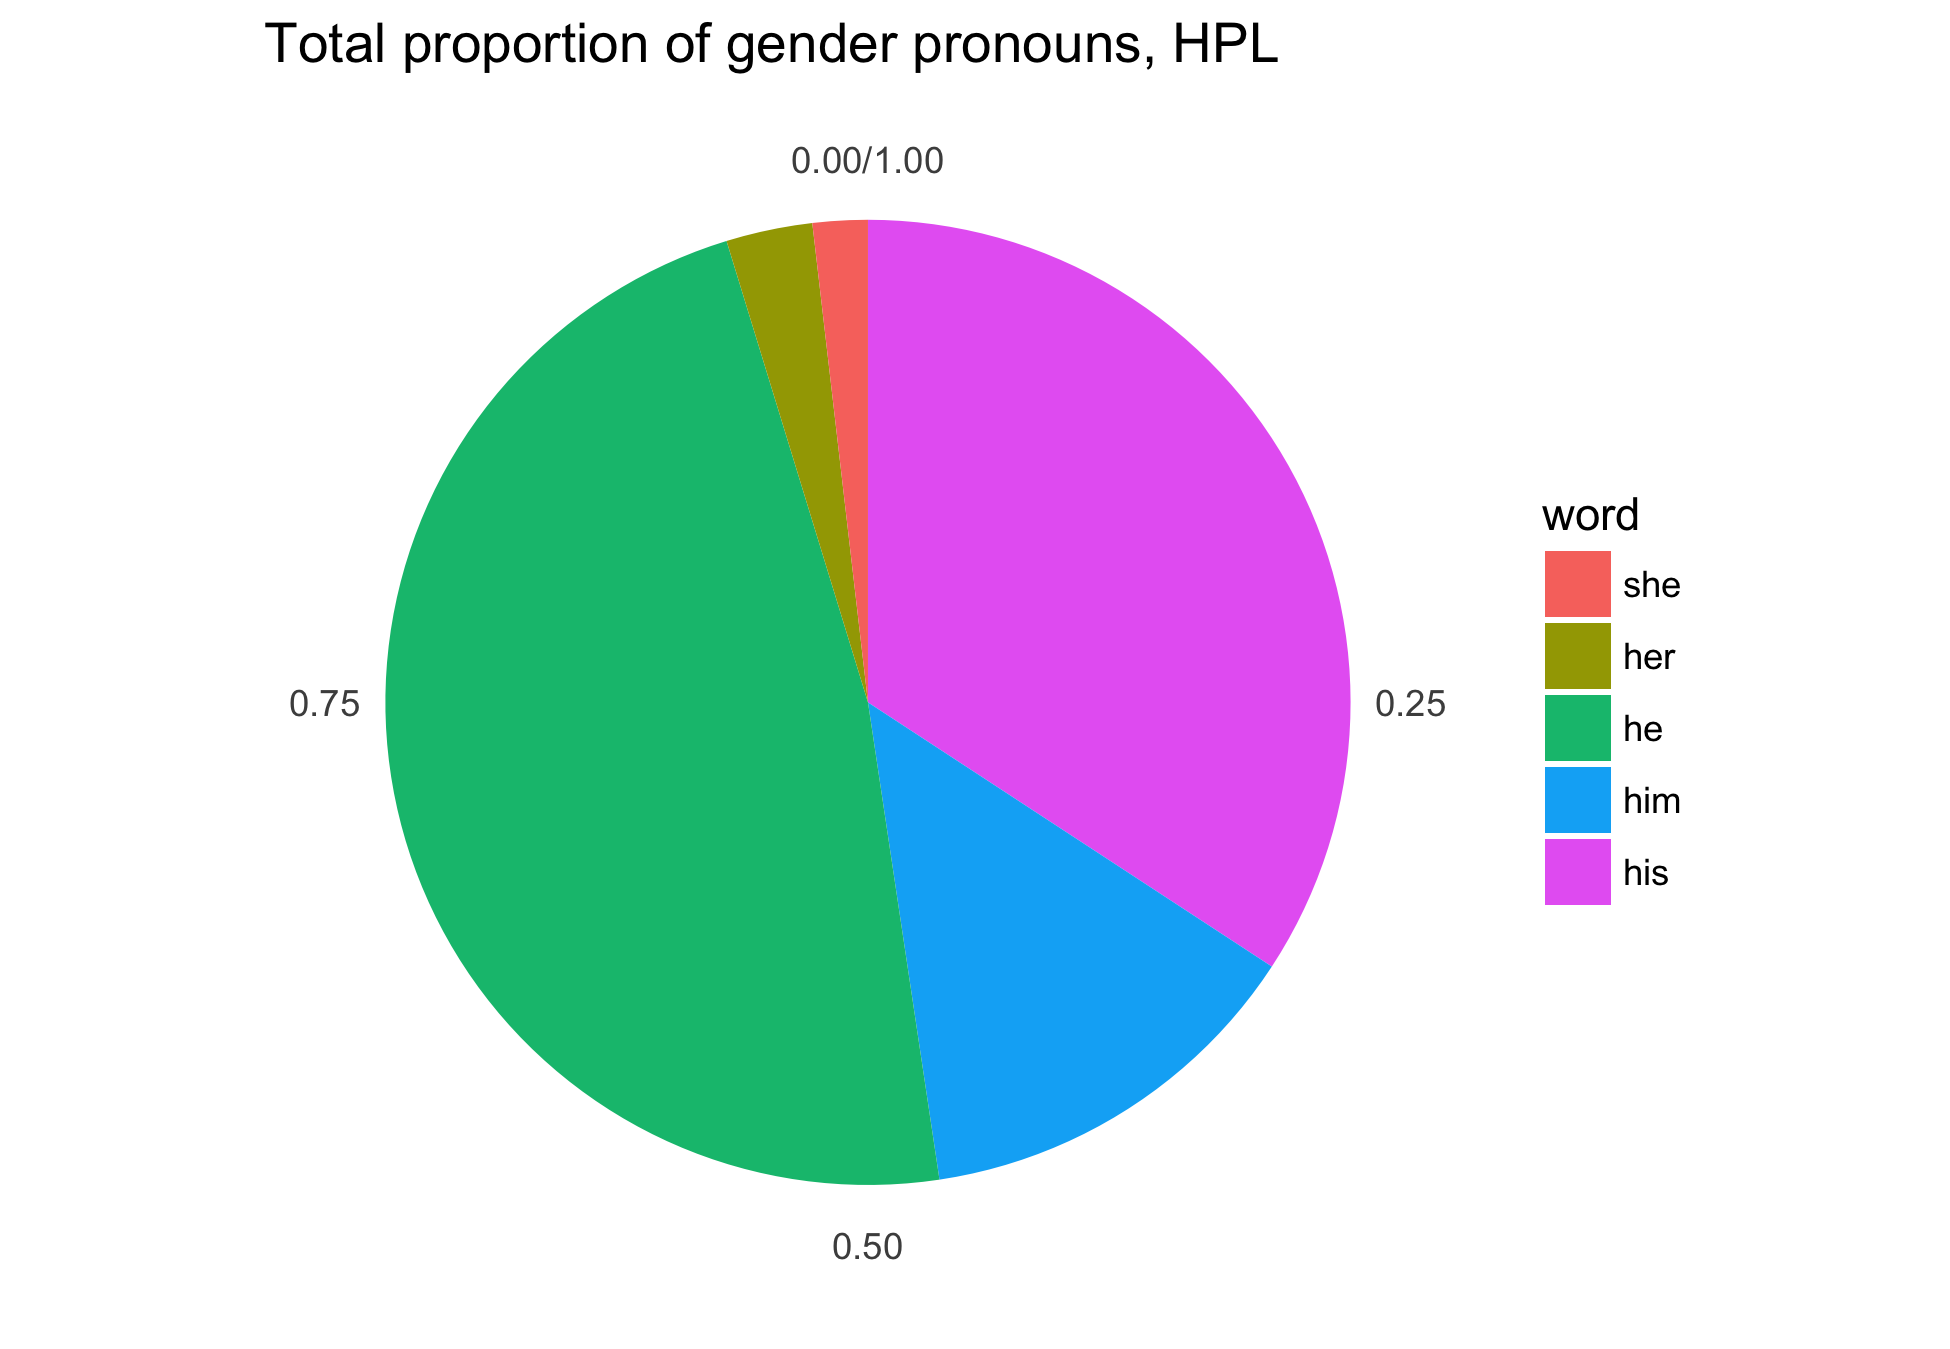 Total proportion of gender pronouns, HPL
0.00/1.00
0.75
0.25
0.50
word
she
her
he
him
his